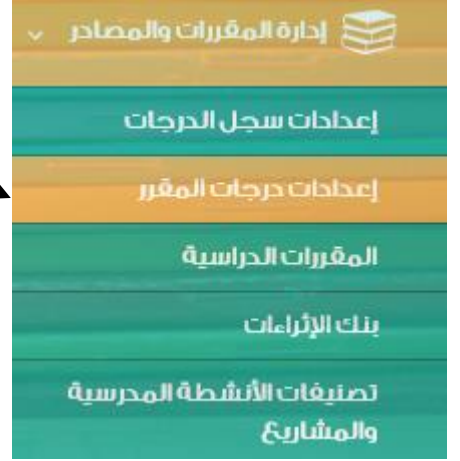 إدارة المقررات والمصادر
إعدادات سجل الدرجات
إعدادات درجات المقرر
المقررات الدراسية
بنك الإثراءات
تصنيفات الأنشطة المدرسية
والمشاريع